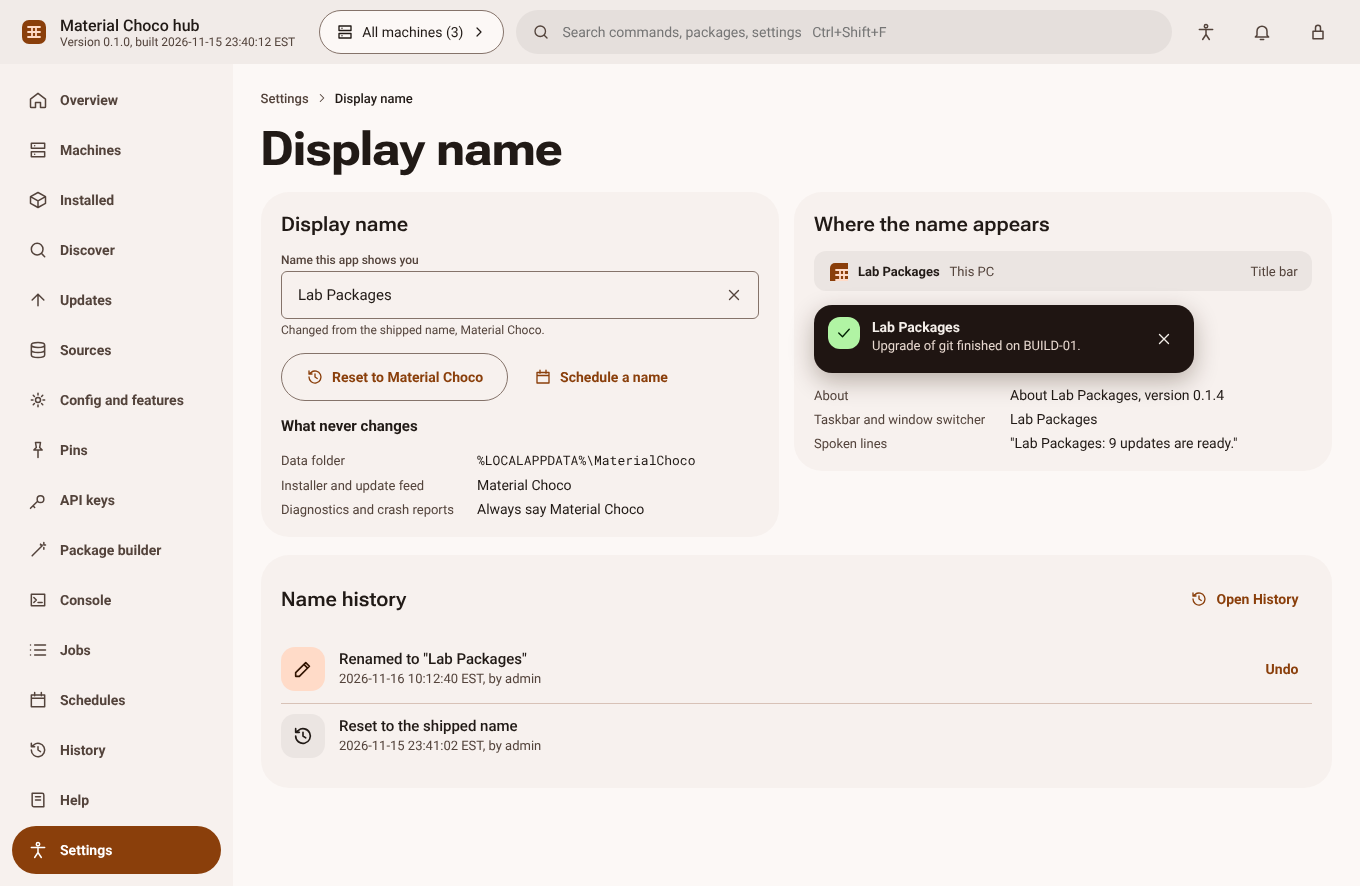 Material Choco hub
Version 0.1.0, built 2026-11-15 23:40:12 EST
All machines (3)
Search commands, packages, settings Ctrl+Shift+F
Overview
Machines
Installed
Discover
Updates
Sources
Config and features
Pins
API keys
Package builder
Console
Jobs
Schedules
History
Help
Settings
Settings > Display name
Display name
Display name
Name this app shows you
Lab Packages
Changed from the shipped name, Material Choco.
Reset to Material Choco
Schedule a name
What never changes
Data folder %LOCALAPPDATA%\MaterialChoco
Installer and update feed Material Choco
Diagnostics and crash reports Always say Material Choco
Where the name appears
Lab Packages This PC Title bar
Lab Packages
Upgrade of git finished on BUILD-01.
About About Lab Packages, version 0.1.4
Taskbar and window switcher Lab Packages
Spoken lines "Lab Packages: 9 updates are ready."
Name history
Open History
Renamed to "Lab Packages"
2026-11-16 10:12:40 EST, by admin
Undo
Reset to the shipped name
2026-11-15 23:41:02 EST, by admin